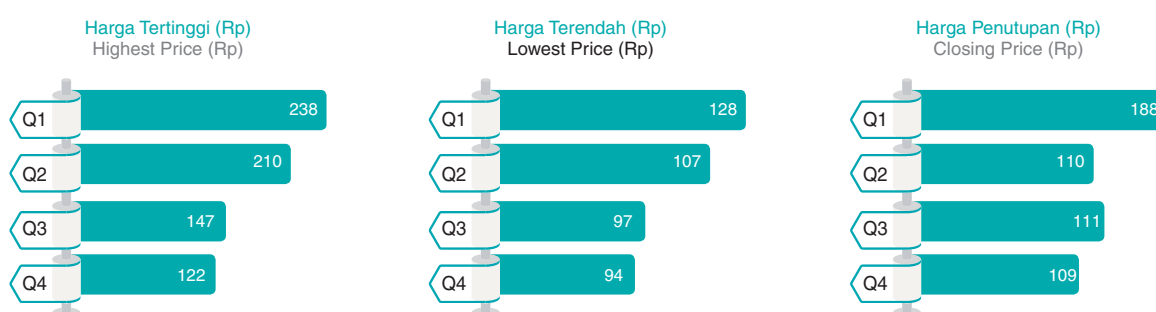 Harga Tertinggi (Rp)
Highest Price (Rp)
Q1 238
Q2 210
Q3 147
Q4 122
Harga Terendah (Rp)
Lowest Price (Rp)
Q1 128
Q2 107
Q3 97
Q4 94
Harga Penutupan (Rp)
Closing Price (Rp)
Q1 188
Q2 110
Q3 111
Q4 109